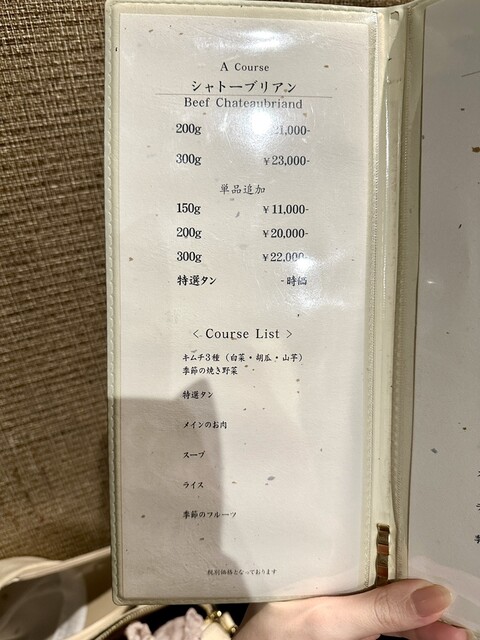 A Course
シャトーブリアン
Beef Chateaubriand
200g ¥21,000-
300g ¥23,000-
単品追加
150g ¥11,000-
200g ¥20,000-
300g ¥22,000-
特選タン -時価
< Course List >
キムチ3種（白菜・胡瓜・山芋）
季節の焼き野菜
特選タン
メインのお肉
スープ
ライス
季節のフルーツ
税別価格となっております